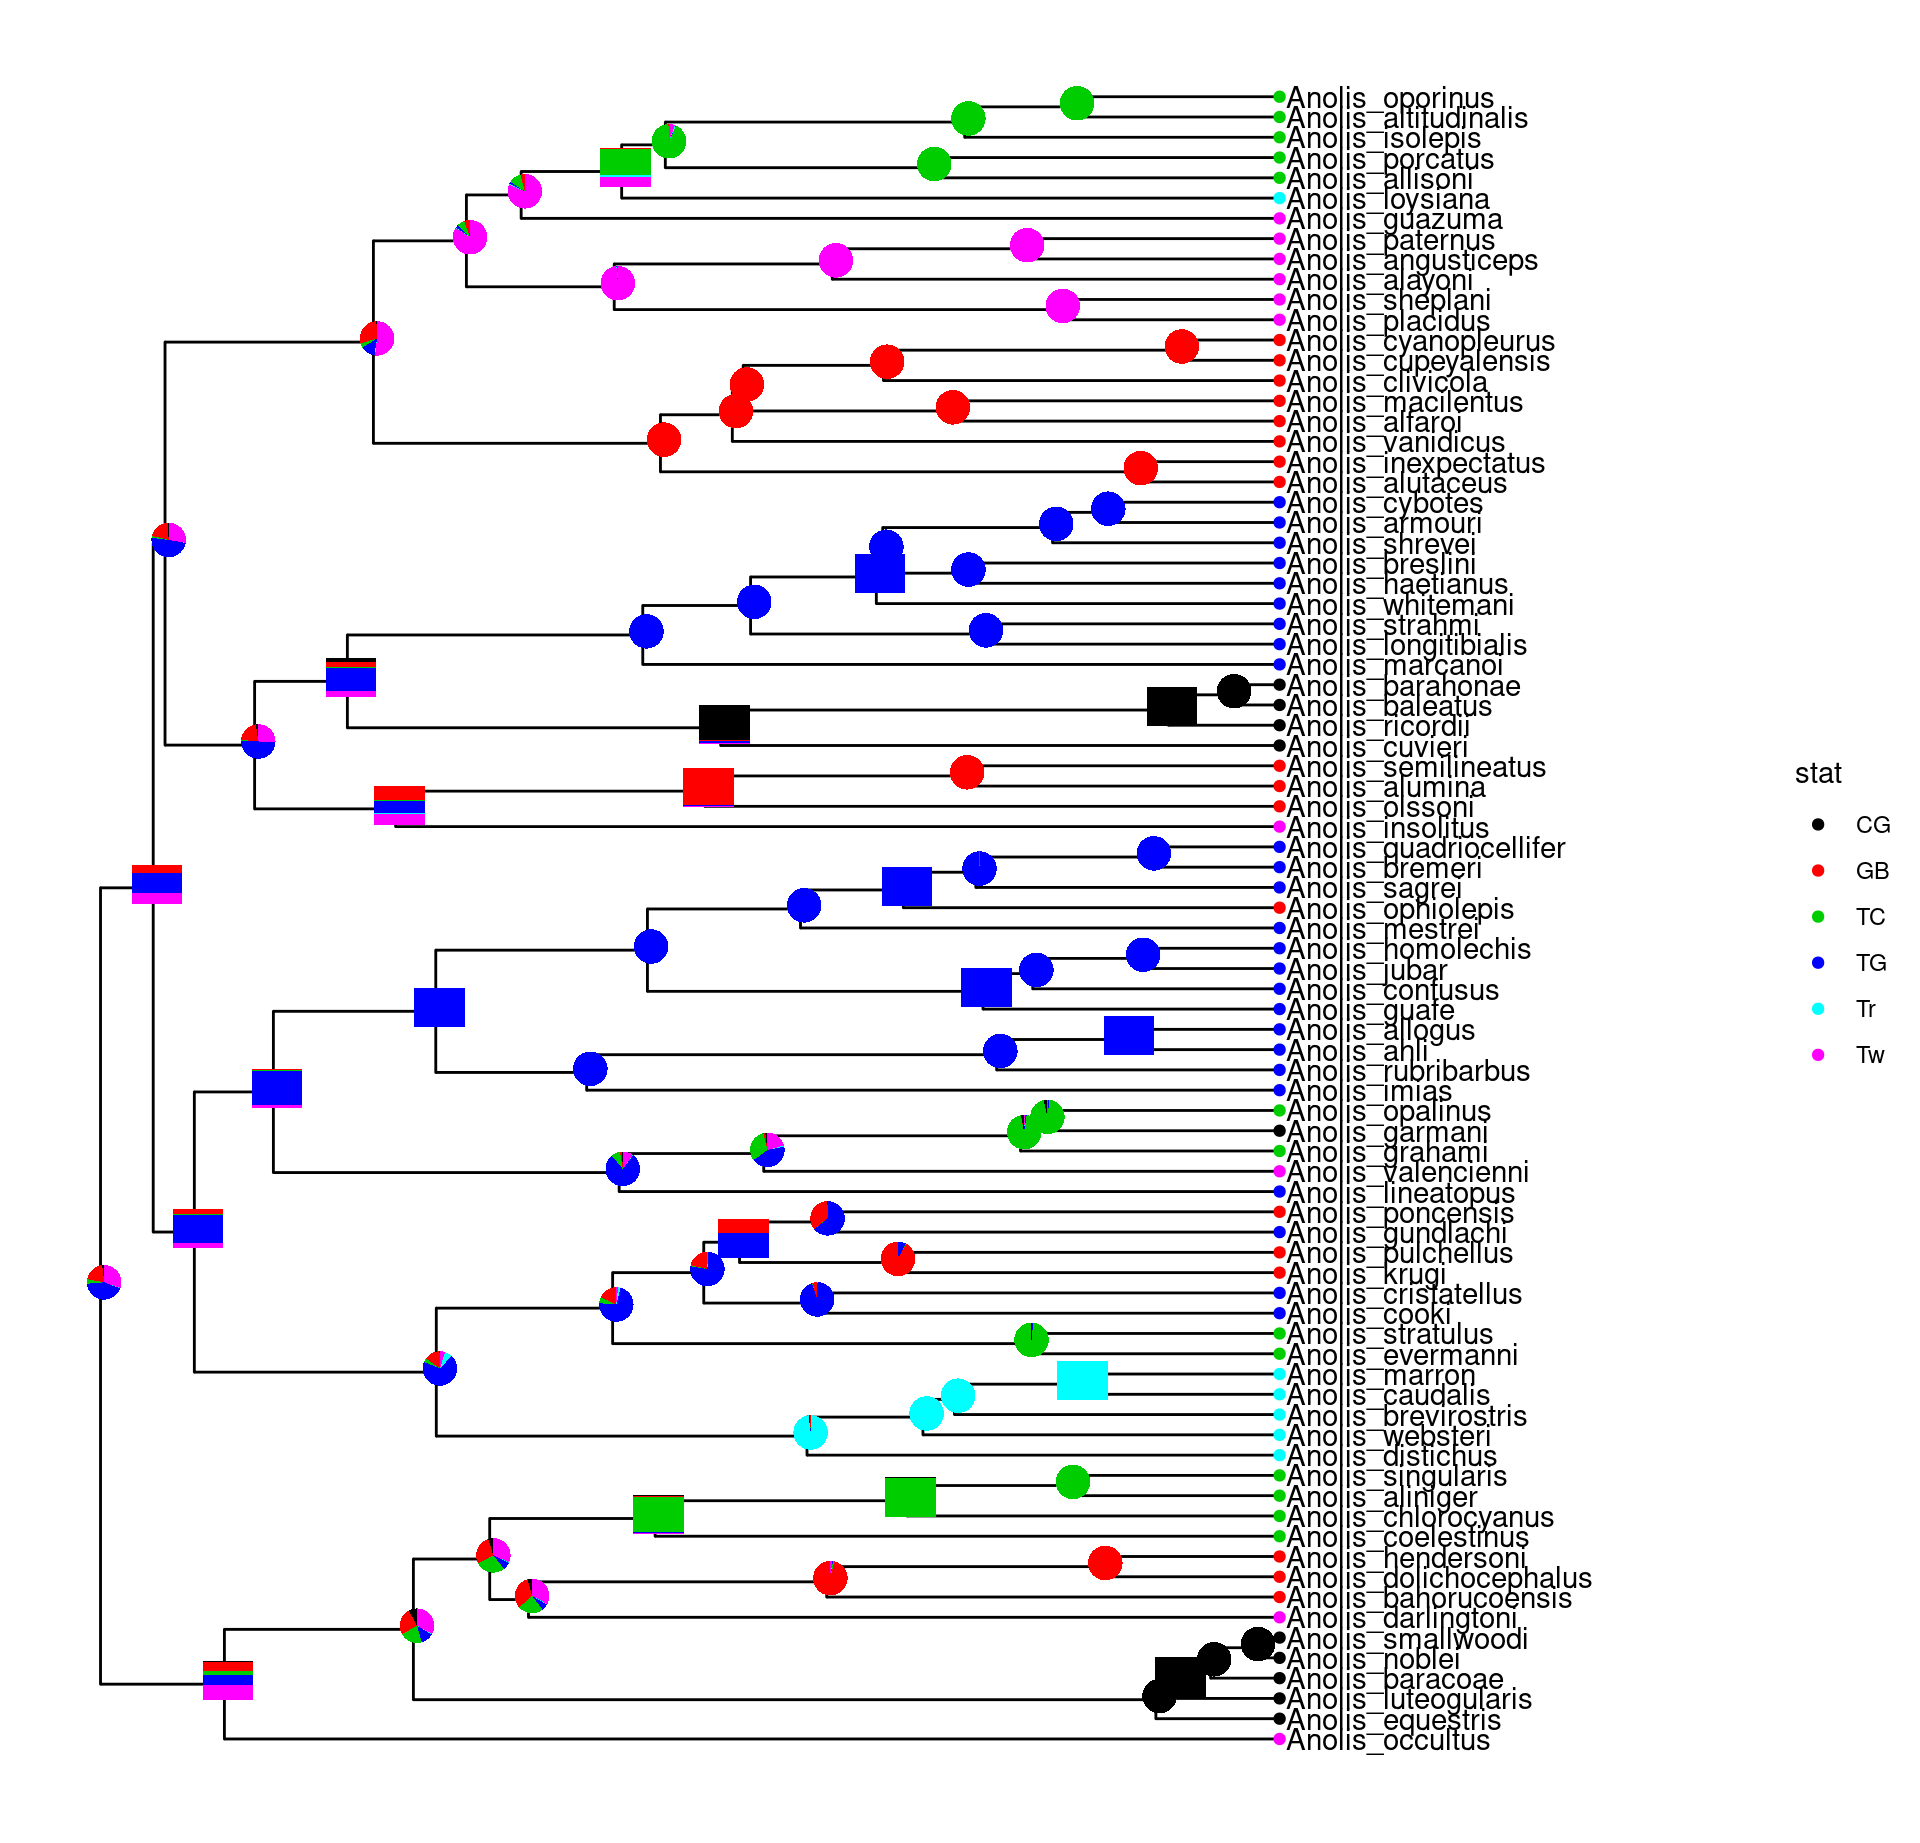 Anolis_oporinus
Anolis_altitudinalis
Anolis_isolepis
Anolis_porcatus
Anolis_allisoni
Anolis_loysiana
Anolis_guazuma
Anolis_paternus
Anolis_angusticeps
Anolis_alayoni
Anolis_sheplani
Anolis_placidus
Anolis_cyanopleurus
Anolis_cupeyalensis
Anolis_clivicola
Anolis_macilentus
Anolis_alfaroi
Anolis_vanidicus
Anolis_inexpectatus
Anolis_alutaceus
Anolis_cybotes
Anolis_armouri
Anolis_shrevei
Anolis_breslini
Anolis_haetianus
Anolis_whitemani
Anolis_strahmi
Anolis_longitibialis
Anolis_marcanoi
Anolis_barahonae
Anolis_baleatus
Anolis_ricordii
Anolis_cuvieri
Anolis_semilineatus
Anolis_alumina
Anolis_olssoni
Anolis_insolitus
Anolis_quadriocellifer
Anolis_bremeri
Anolis_sagrei
Anolis_ophiolepis
Anolis_mestrei
Anolis_homolechis
Anolis_jubar
Anolis_confusus
Anolis_guafe
Anolis_allogus
Anolis_ahli
Anolis_rubribarbus
Anolis_imias
Anolis_opalinus
Anolis_garmani
Anolis_grahami
Anolis_valencienni
Anolis_lineatopus
Anolis_poncensis
Anolis_gundlachi
Anolis_pulchellus
Anolis_krugi
Anolis_cristatellus
Anolis_cooki
Anolis_stratulus
Anolis_evermanni
Anolis_marron
Anolis_caudalis
Anolis_brevirostris
Anolis_websteri
Anolis_distichus
Anolis_singularis
Anolis_aliniger
Anolis_chlorocyanus
Anolis_coelestinus
Anolis_hendersoni
Anolis_dolichocephalus
Anolis_bahorucoensis
Anolis_darlingtoni
Anolis_smallwoodi
Anolis_noblei
Anolis_baracoae
Anolis_luteogularis
Anolis_equestris
Anolis_occultus
stat
CG
GB
TC
TG
Tr
Tw